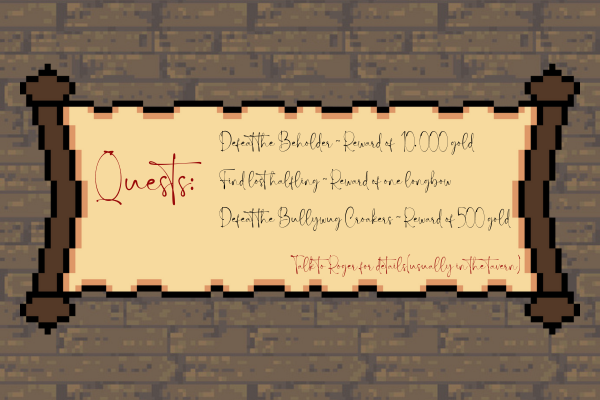 Quests:
Defeat the Beholder - Reward of 10.000 gold
Find lost halfling - Reward of one longbow
Defeat the Bullywug Croakers - Reward of 500 gold
Talk to Roger for details(usually in the tavern)